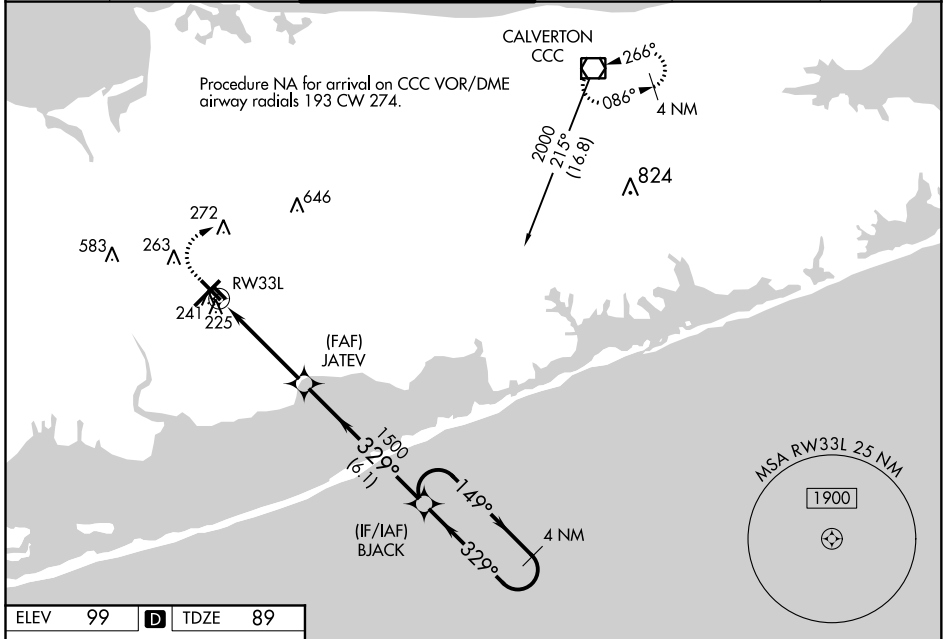 CALVERTON
CCC
266°
086°
4 NM
Procedure NA for arrival on CCC VOR/DME
airway radials 193 CW 274.
2000
215°
(16.8)
824
646
272
583
263
RW33L
241
225
(FAF)
JATEV
1500
329°
(6.1)
149°
4 NM
329°
(IF/IAF)
BJACK
MSA RW33L 25 NM
1900
ELEV 99 D TDZE 89